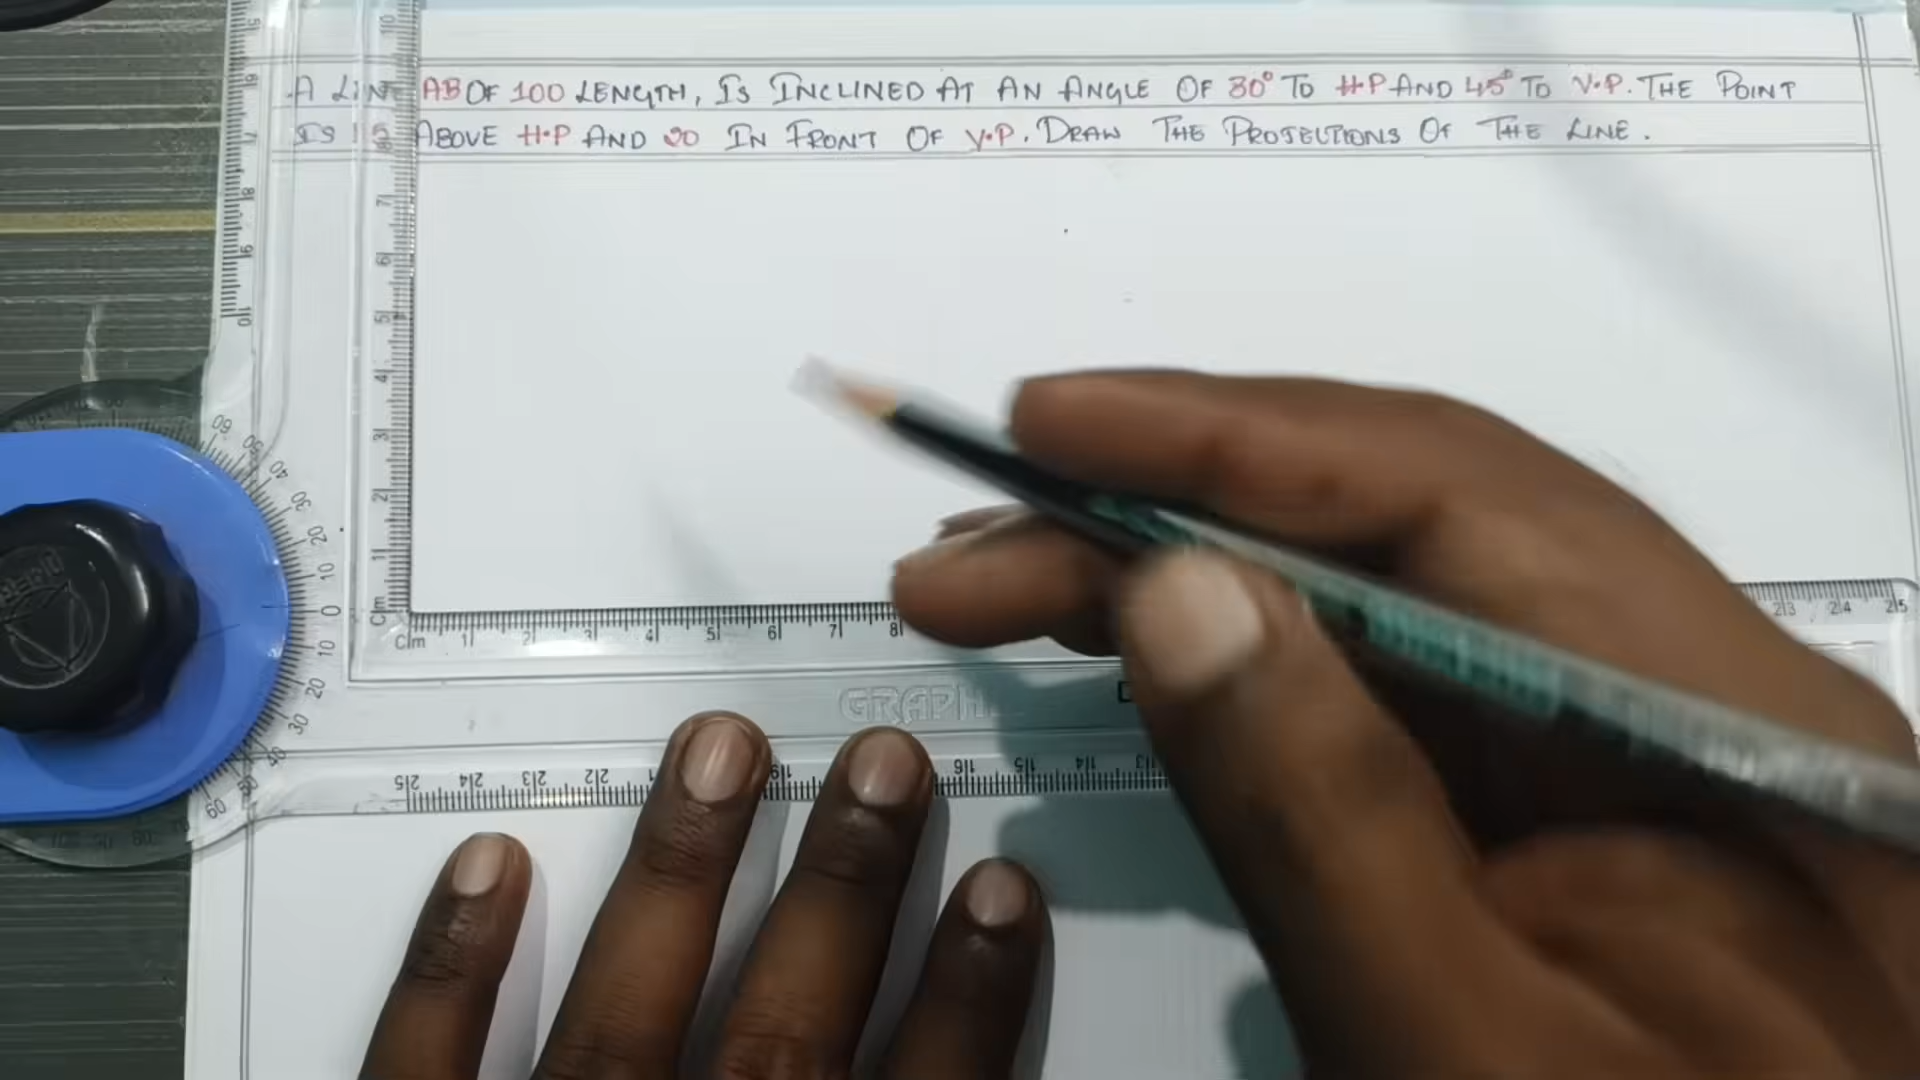 A LINE AB OF 100 LENGTH, IS INCLINED AT AN ANGLE OF 30° TO H.P AND 45° TO V.P. THE POINT
IS 15 ABOVE H.P AND 20 IN FRONT OF V.P. DRAW THE PROJECTIONS OF THE LINE.
GRAPH